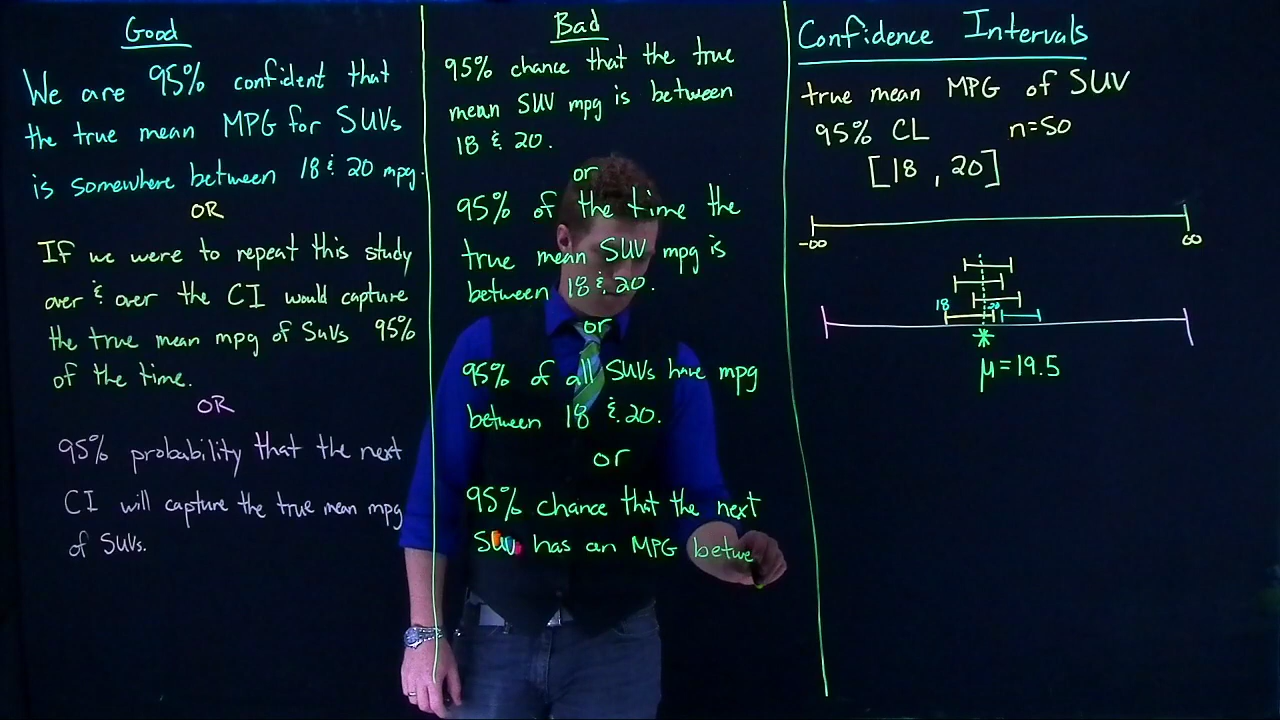 Good
We are 95% confident that
the true mean MPG for SUVs
is somewhere between 18 & 20 mpg.
OR
If we were to repeat this study
over & over the CI would capture
the true mean mpg of SUVs 95%
of the time.
OR
95% probability that the next
CI will capture the true mean mpg
of SUVs.
Bad
95% chance that the true
mean SUV mpg is between
18 & 20.
or
95% of the time the
true mean SUV mpg is
between 18 & 20.
or
95% of all SUVs have mpg
between 18 & 20.
or
95% chance that the next
SUV has an MPG betwe
Confidence Intervals
true mean MPG of SUV
95% CL n=50
[18, 20]
-∞ ∞
18 20
μ=19.5